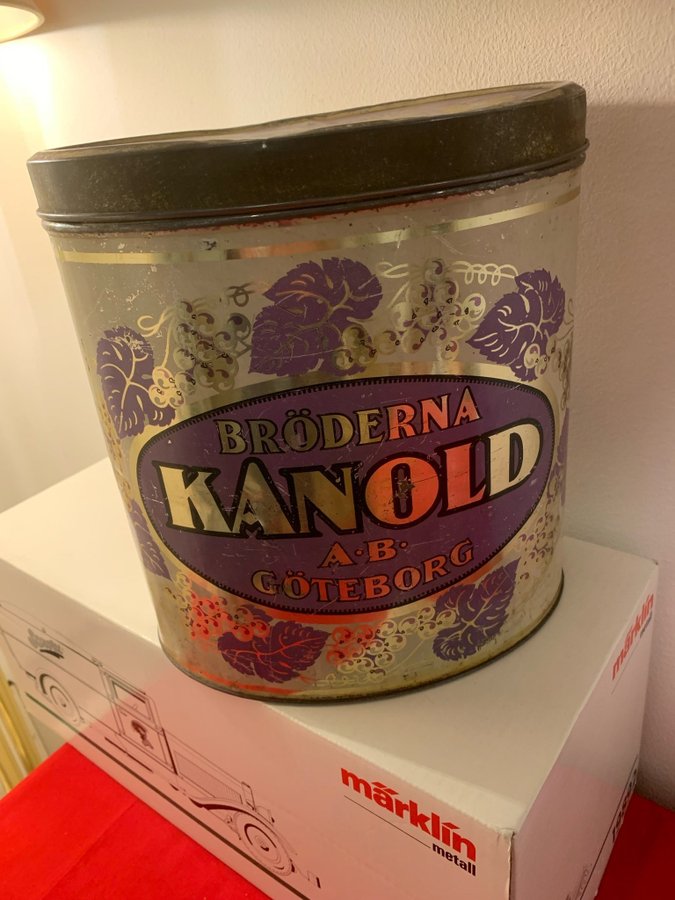 BRÖDERNA
KANOLD
A·B·
GÖTEBORG
märklin
metall
märklin